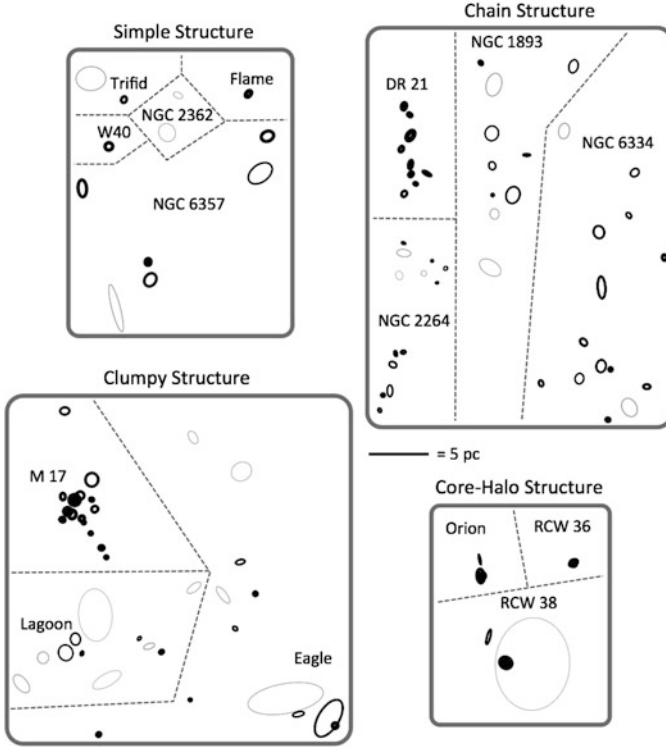 Simple Structure
Trifid
Flame
NGC 2362
W40
NGC 6357
Chain Structure
NGC 1893
DR 21
NGC 6334
NGC 2264
Clumpy Structure
M 17
Lagoon
Eagle
= 5 pc
Core-Halo Structure
Orion
RCW 36
RCW 38